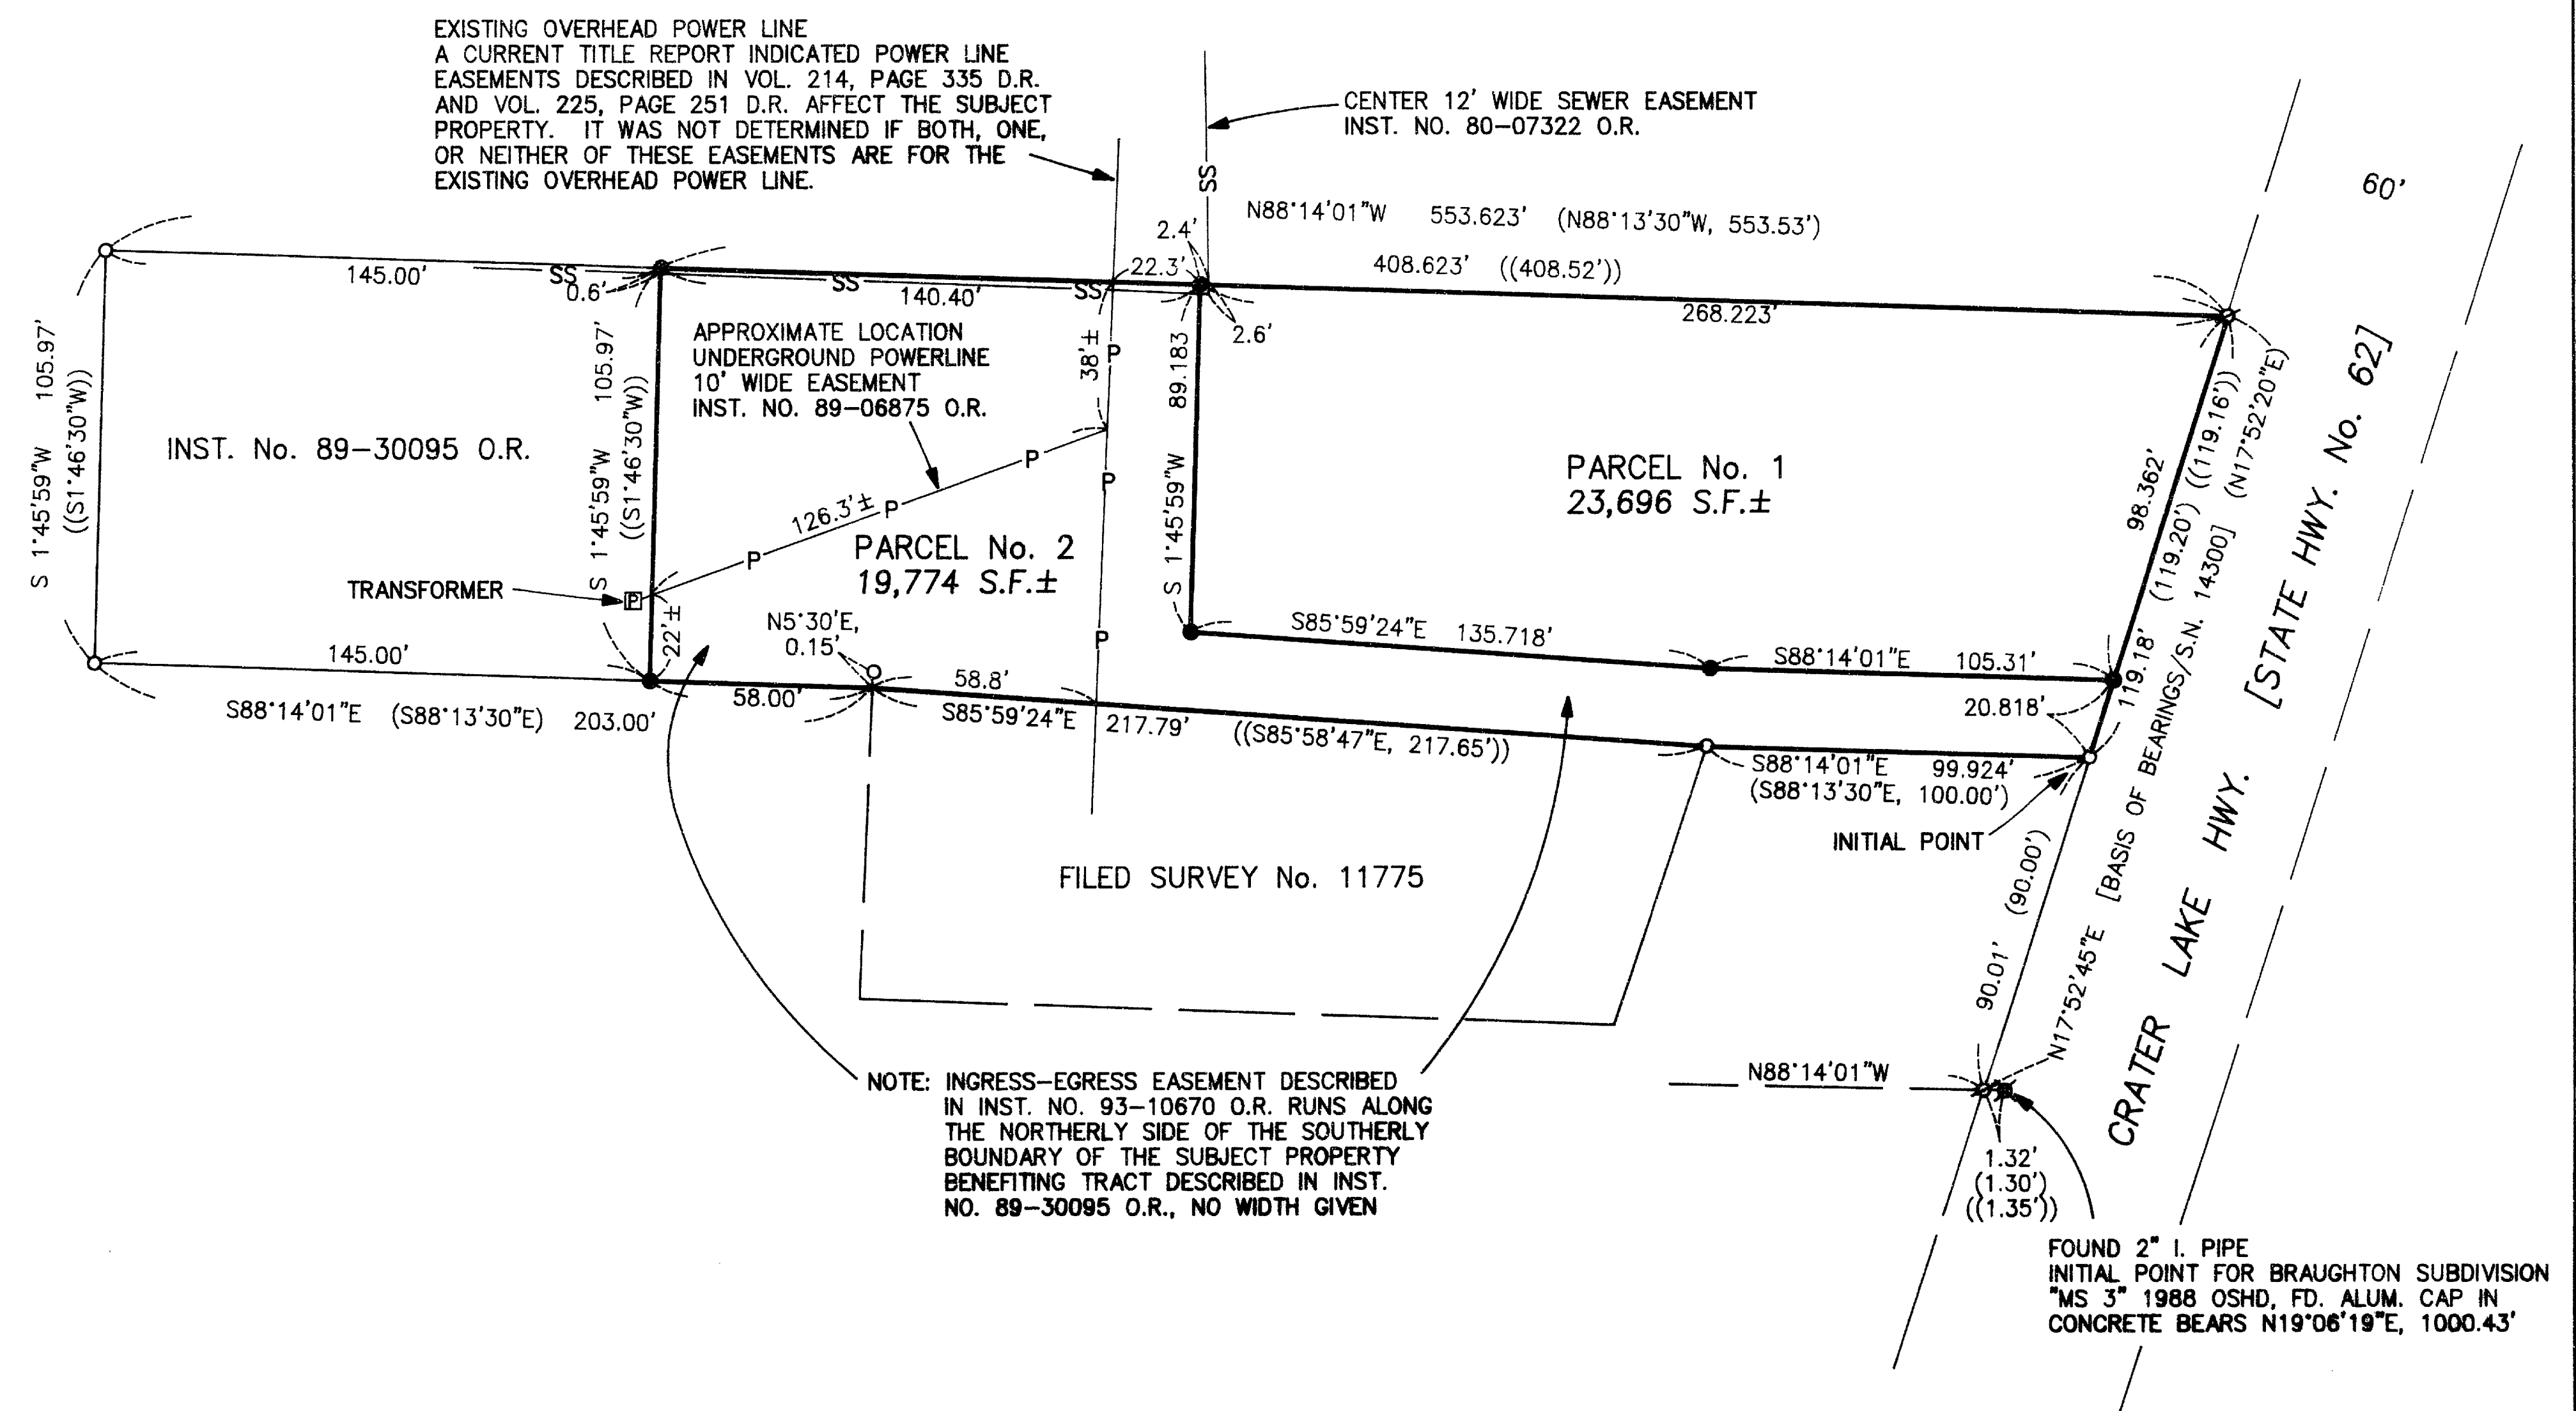 EXISTING OVERHEAD POWER LINE
A CURRENT TITLE REPORT INDICATED POWER LINE
EASEMENTS DESCRIBED IN VOL. 214, PAGE 335 D.R.
AND VOL. 225, PAGE 251 D.R. AFFECT THE SUBJECT
PROPERTY. IT WAS NOT DETERMINED IF BOTH, ONE,
OR NEITHER OF THESE EASEMENTS ARE FOR THE
EXISTING OVERHEAD POWER LINE.
CENTER 12' WIDE SEWER EASEMENT
INST. NO. 80-07322 O.R.
SS
60'
N88°14'01"W 553.623' (N88°13'30"W, 553.53')
2.4'
22.3'
408.623' ((408.52'))
145.00'
SS
0.6'
SS
140.40'
SS
2.6'
268.223'
S 1°45'59"W 105.97'
((S1°46'30"W))
INST. No. 89-30095 O.R.
S 1°45'59"W 105.97'
((S1°46'30"W))
APPROXIMATE LOCATION
UNDERGROUND POWERLINE
10' WIDE EASEMENT
INST. NO. 89-06875 O.R.
38'±
P
S 1°45'59"W 89.183
PARCEL No. 1
23,696 S.F.±
98.362'
(119.20') ((119.16'))
(N17°52'20"E)
P
P
P
126.3'±
P
PARCEL No. 2
19,774 S.F.±
TRANSFORMER
P
22'±
N5°30'E,
0.15'
P
S85°59'24"E 135.718'
S88°14'01"E 105.31'
20.818'
119.18'
145.00'
58.00'
58.8'
S88°14'01"E (S88°13'30"E) 203.00'
S85°59'24"E 217.79' ((S85°58'47"E, 217.65'))
S88°14'01"E 99.924'
(S88°13'30"E, 100.00')
INITIAL POINT
FILED SURVEY No. 11775
90.01' (90.00')
N17°52'45"E [BASIS OF BEARINGS/S.N. 14300]
CRATER LAKE HWY. [STATE HWY. No. 62]
N88°14'01"W
NOTE: INGRESS-EGRESS EASEMENT DESCRIBED
IN INST. NO. 93-10670 O.R. RUNS ALONG
THE NORTHERLY SIDE OF THE SOUTHERLY
BOUNDARY OF THE SUBJECT PROPERTY
BENEFITING TRACT DESCRIBED IN INST.
NO. 89-30095 O.R., NO WIDTH GIVEN
1.32'
(1.30')
((1.35'))
FOUND 2" I. PIPE
INITIAL POINT FOR BRAUGHTON SUBDIVISION
"MS 3" 1988 OSHD, FD. ALUM. CAP IN
CONCRETE BEARS N19°06'19"E, 1000.43'